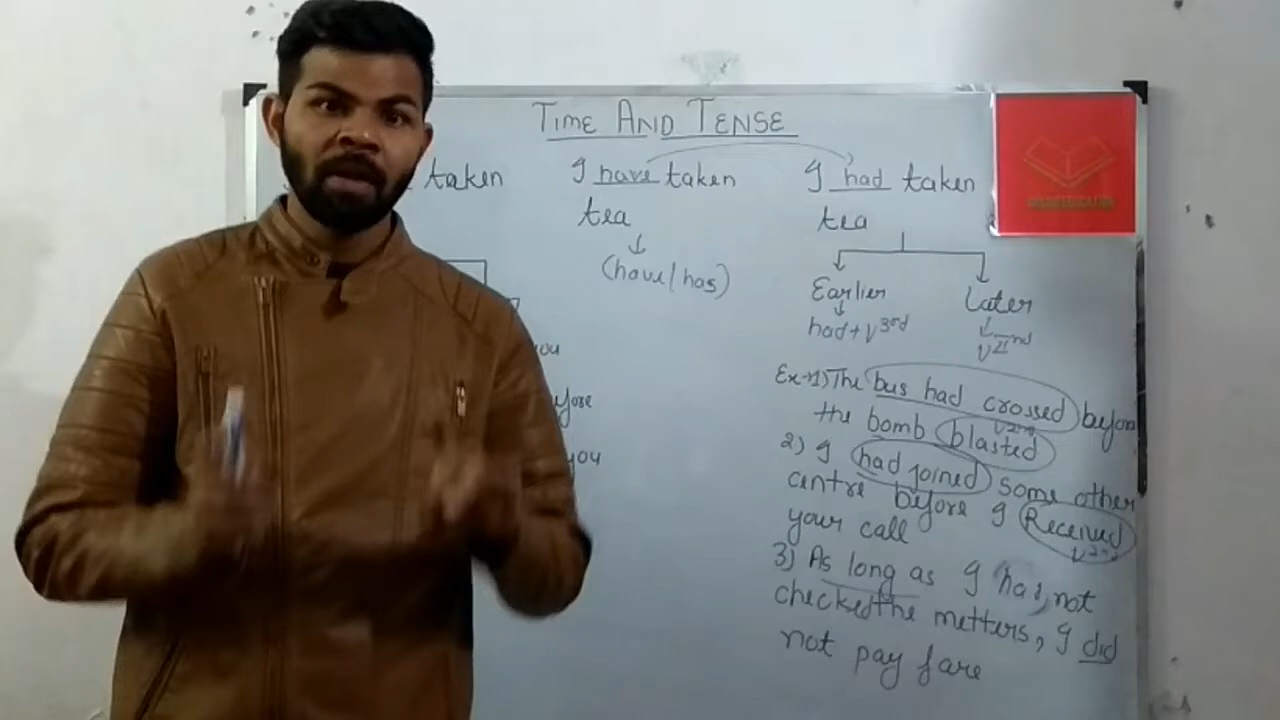 TIME AND TENSE
taken
I have taken
tea
(have/has)
I had taken
tea
Earlier
Later
had+V3rd
V2nd
you
before
you
Ex-1) The bus had crossed before
the bomb blasted
V2nd
2) I had joined some other
centre before I Received
V2nd
your call
3) As long as I had not
checked the metters, I did
not pay fare